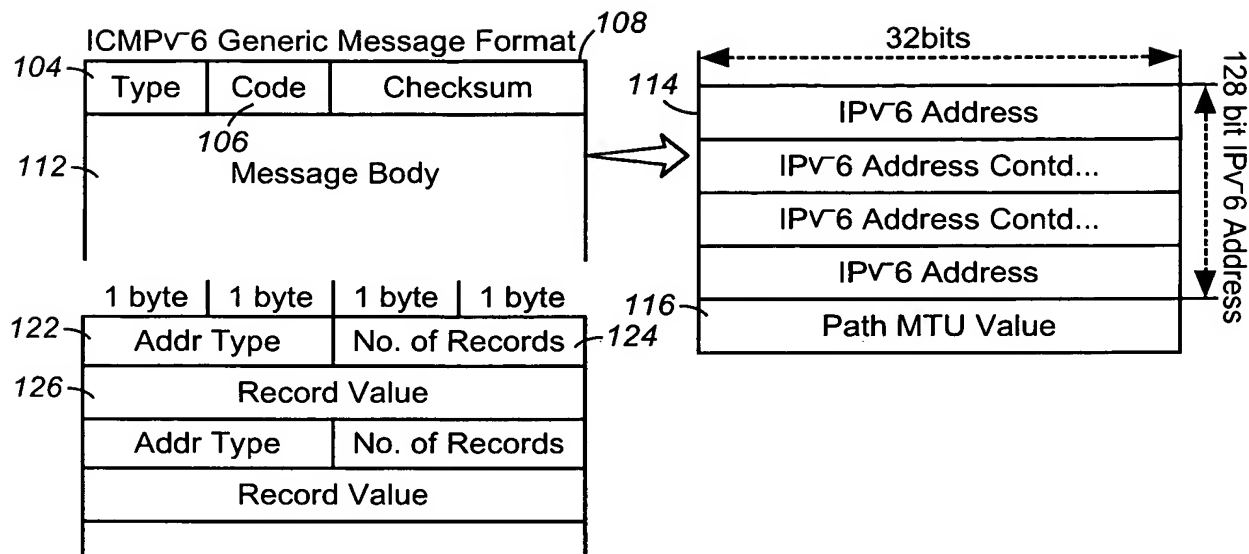 ICMPv-6 Generic Message Format
108
104
Type Code Checksum
106
112
Message Body
1 byte 1 byte 1 byte 1 byte
122
Addr Type No. of Records
124
126
Record Value
Addr Type No. of Records
Record Value
32bits
114
IPv-6 Address
IPv-6 Address Contd...
IPv-6 Address Contd...
IPv-6 Address
116
Path MTU Value
128 bit IPv-6 Address